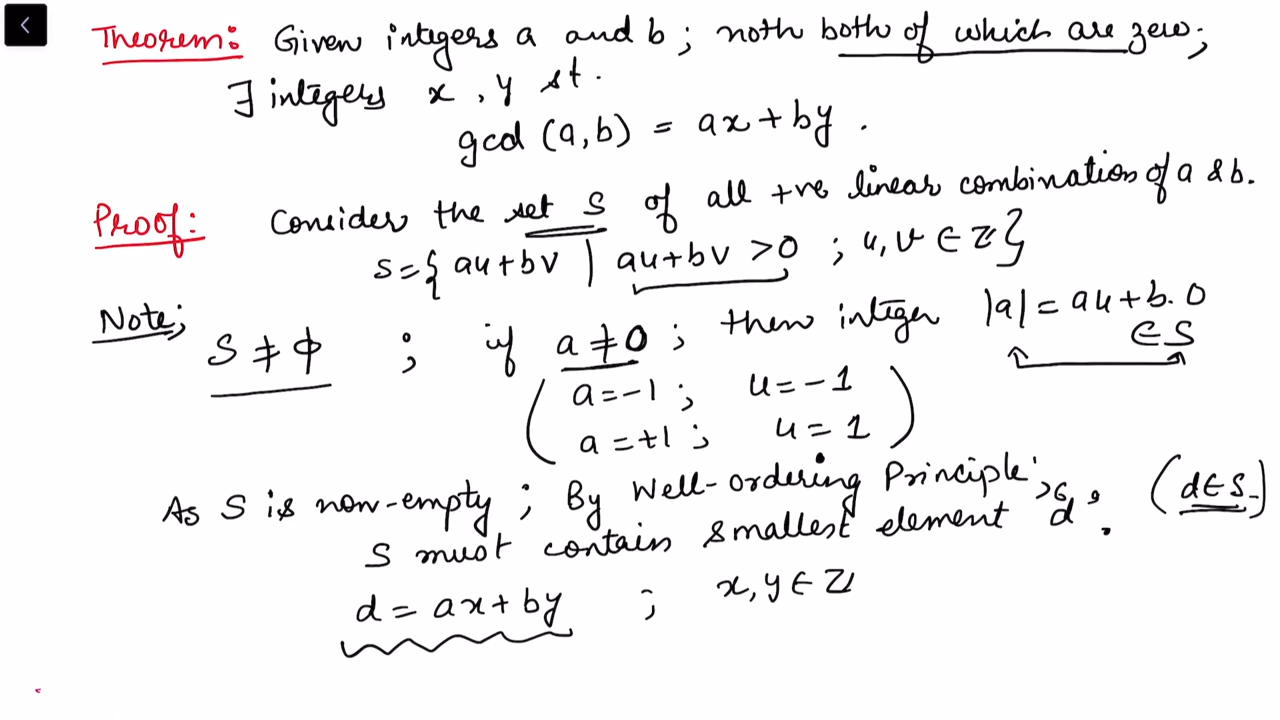 Theorem: Given integers a and b ; noth both of which are zero ;
∃ integers x , y st.
gcd (a,b) = ax + by .
Proof: Consider the set S of all +ve linear combination of a & b.
S = { au + bv | au + bv > 0 ; u, v ∈ ℤ }
Note; S ≠ ϕ ; if a ≠ 0 ; then integer |a| = au + b.0
∈ S
( a = -1 ; u = -1
a = +1 ; u = 1 )
As S is non-empty ; By Well-ordering Principle ;
S must contain smallest element 'd'. (d ∈ S)
d = ax + by ; x, y ∈ ℤ